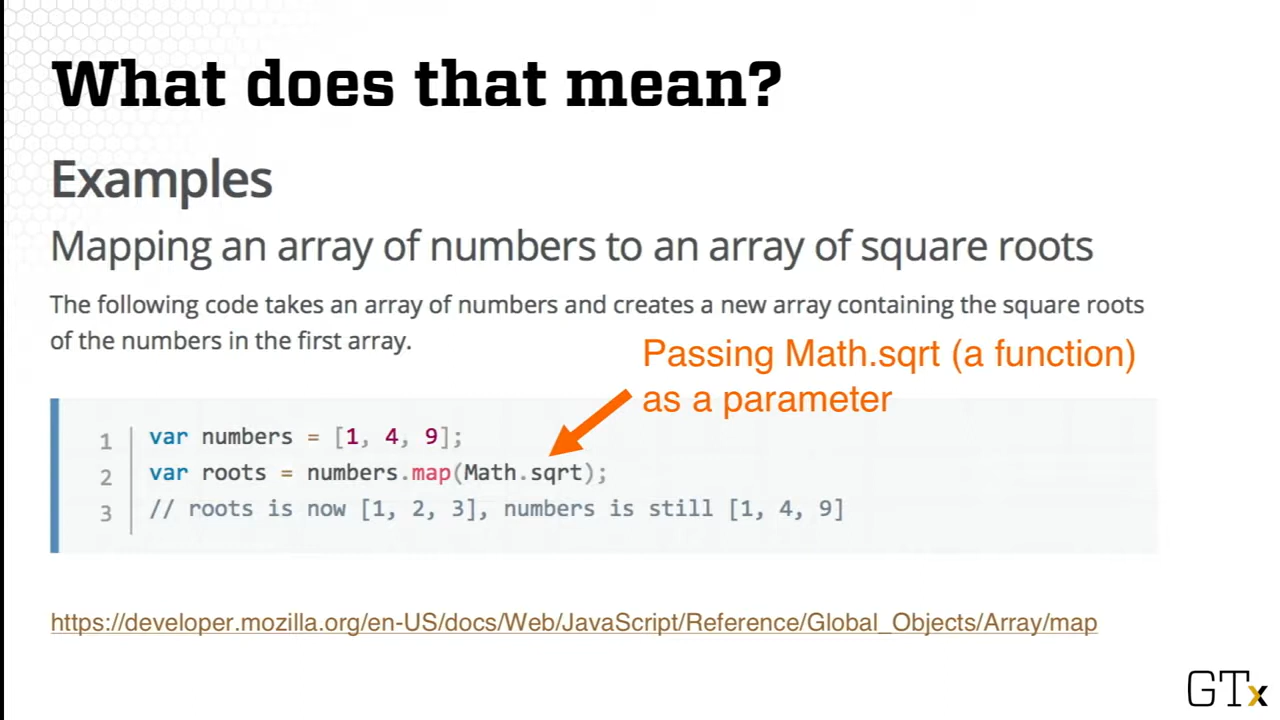 What does that mean?
Examples
Mapping an array of numbers to an array of square roots
The following code takes an array of numbers and creates a new array containing the square roots
of the numbers in the first array.
Passing Math.sqrt (a function)
as a parameter
1 var numbers = [1, 4, 9];
2 var roots = numbers.map(Math.sqrt);
3 // roots is now [1, 2, 3], numbers is still [1, 4, 9]
https://developer.mozilla.org/en-US/docs/Web/JavaScript/Reference/Global_Objects/Array/map
GTx